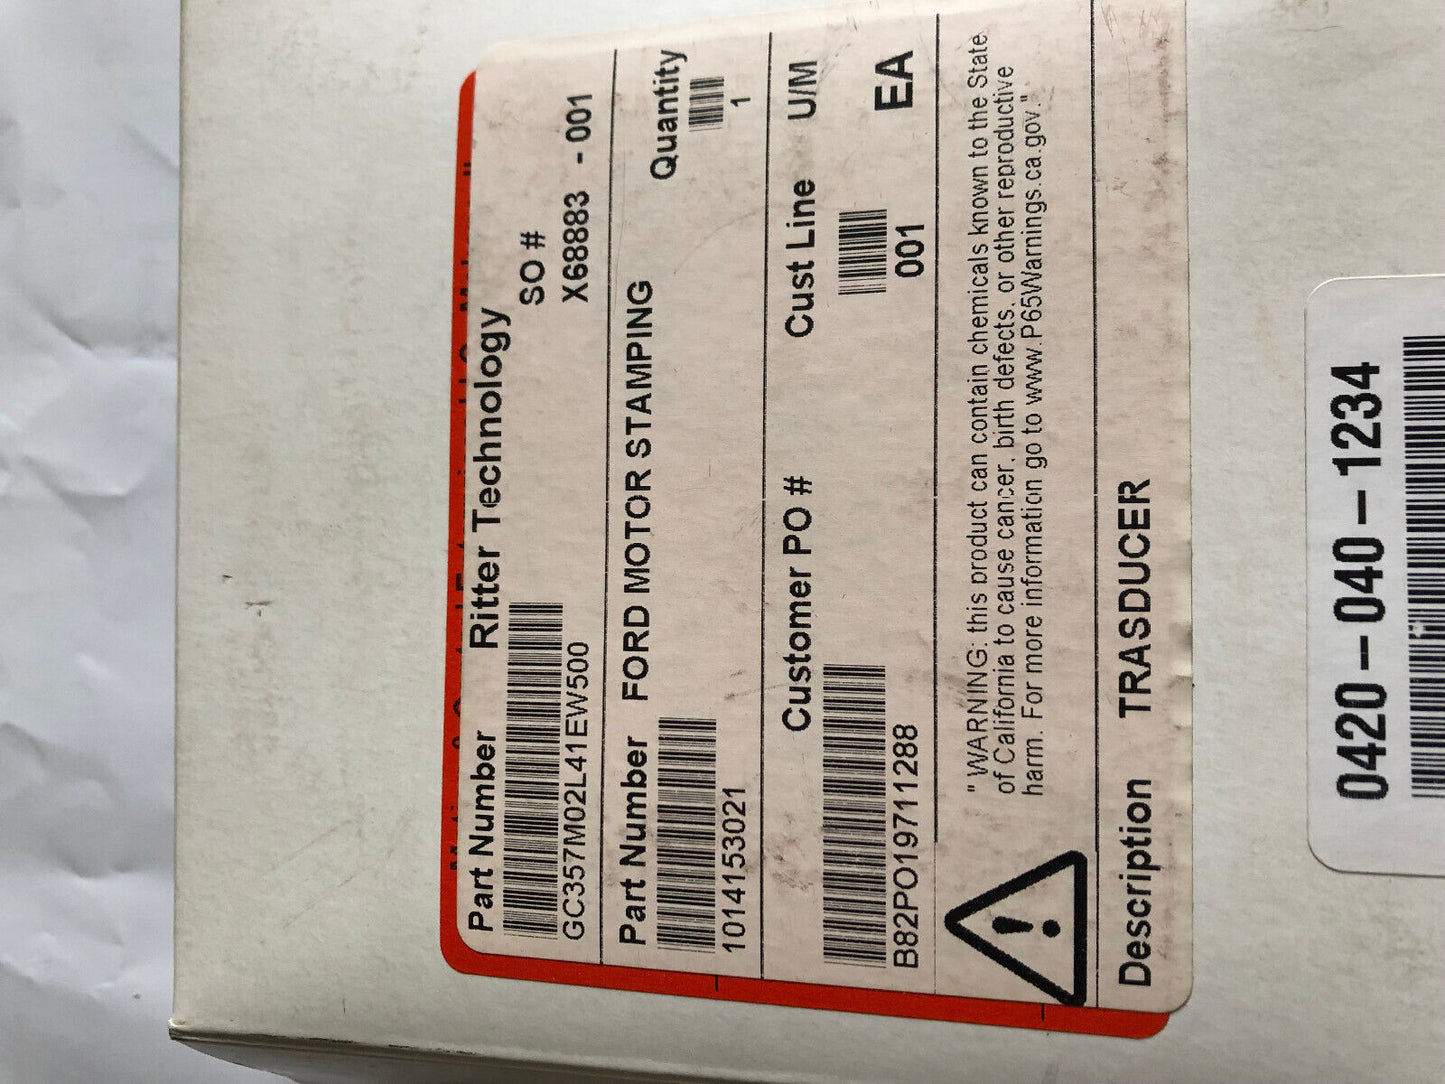 Part Number Ritter Technology
SO #
GC357M02L41EW500 X68883 - 001
Part Number FORD MOTOR STAMPING Quantity
1014153021 1
Customer PO # Cust Line U/M
B82PO19711288 001 EA
"WARNING: this product can contain chemicals known to the State
of California to cause cancer, birth defects, or other reproductive
harm. For more information go to www.P65Warnings.ca.gov."
Description TRASDUCER
0420-040-1234